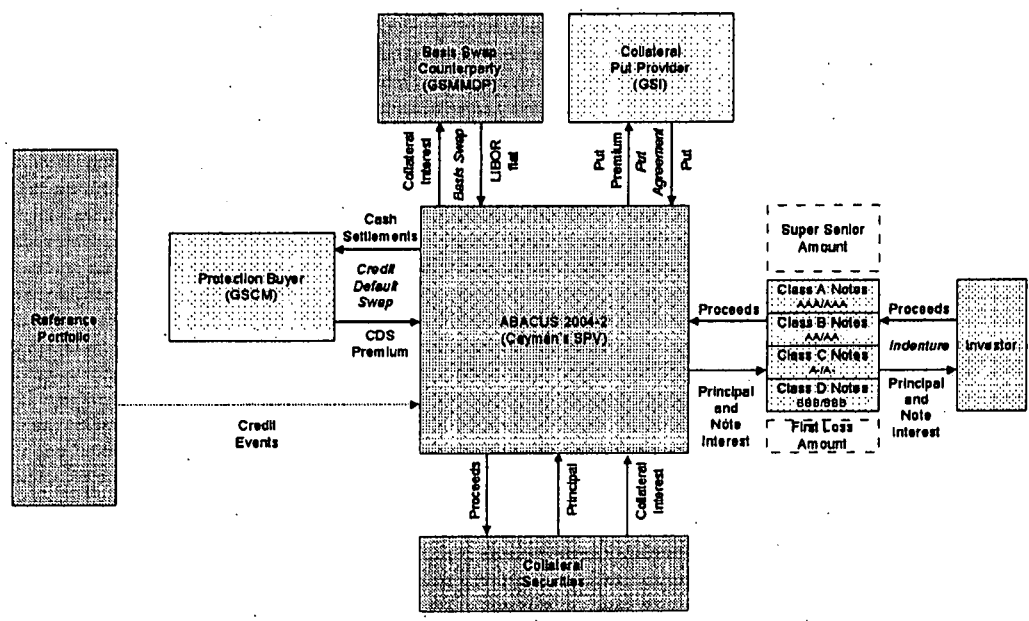 Basis Swap
Counterparty
(GSMMDP)
Collateral
Put Provider
(GSI)
Collateral
Interest
Basis Swap
LIBOR
flat
Put
Premium
Put
Agreement
Put
Reference
Portfolio
Protection Buyer
(GSCM)
Cash
Settlements
Credit
Default
Swap
CDS
Premium
Credit
Events
ABACUS 2004-2
(Cayman's SPV)
Proceeds
Principal
and
Note
Interest
Super Senior
Amount
Class A Notes
AAA/AAA
Class B Notes
AA/AA
Class C Notes
A-/A-
Class D Notes
BBB/BBB
First Loss
Amount
Proceeds
Indenture
Principal
and
Note
Interest
Investor
Proceeds
Principal
Collateral
Interest
Collateral
Securities